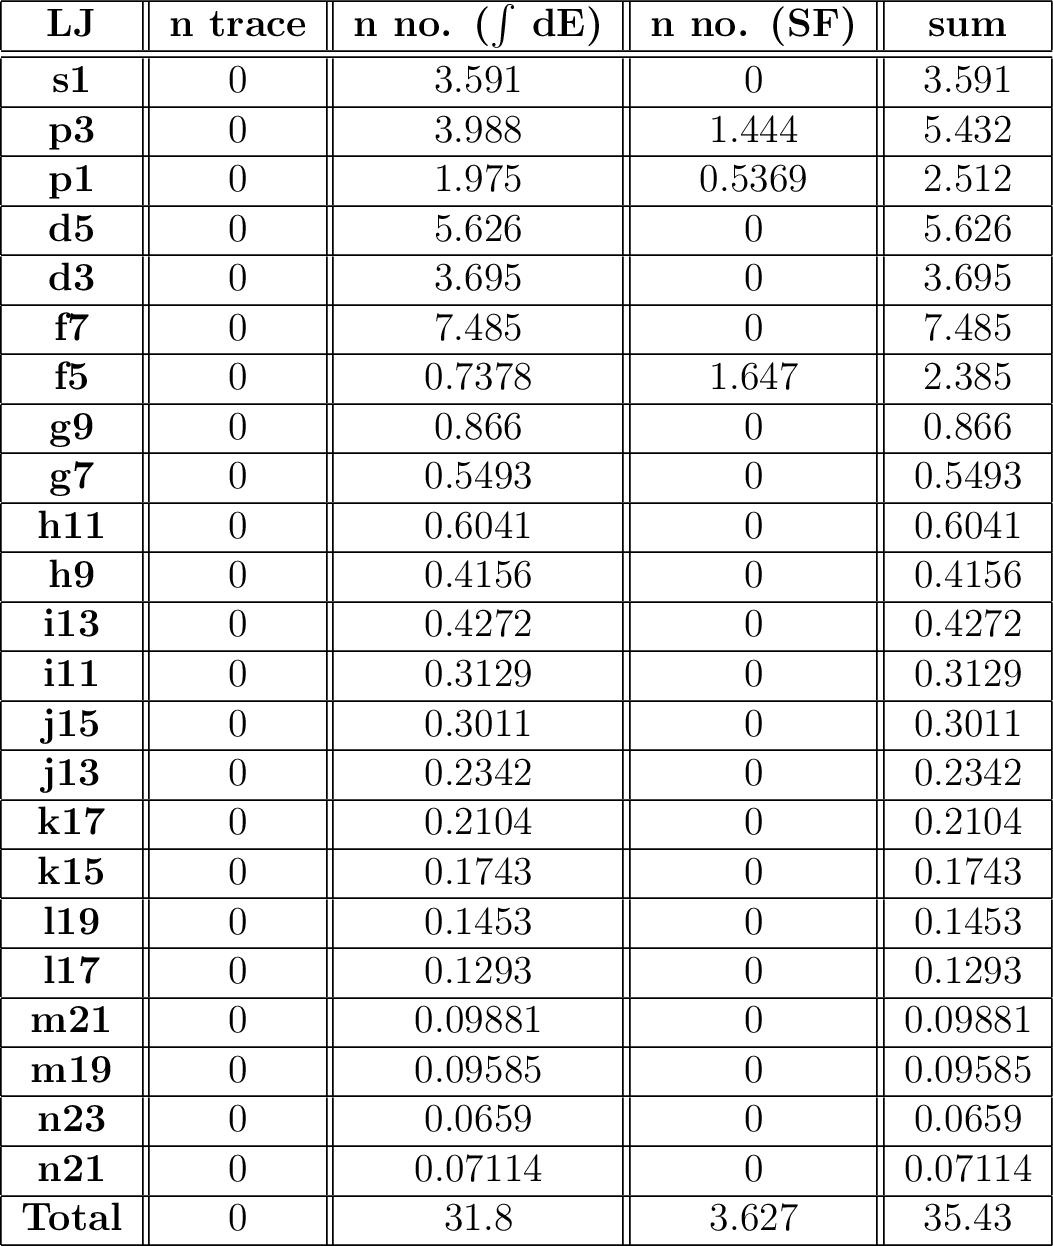 LJ n trace n no. (∫ dE) n no. (SF) sum
s1 0 3.591 0 3.591
p3 0 3.988 1.444 5.432
p1 0 1.975 0.5369 2.512
d5 0 5.626 0 5.626
d3 0 3.695 0 3.695
f7 0 7.485 0 7.485
f5 0 0.7378 1.647 2.385
g9 0 0.866 0 0.866
g7 0 0.5493 0 0.5493
h11 0 0.6041 0 0.6041
h9 0 0.4156 0 0.4156
i13 0 0.4272 0 0.4272
i11 0 0.3129 0 0.3129
j15 0 0.3011 0 0.3011
j13 0 0.2342 0 0.2342
k17 0 0.2104 0 0.2104
k15 0 0.1743 0 0.1743
l19 0 0.1453 0 0.1453
l17 0 0.1293 0 0.1293
m21 0 0.09881 0 0.09881
m19 0 0.09585 0 0.09585
n23 0 0.0659 0 0.0659
n21 0 0.07114 0 0.07114
Total 0 31.8 3.627 35.43